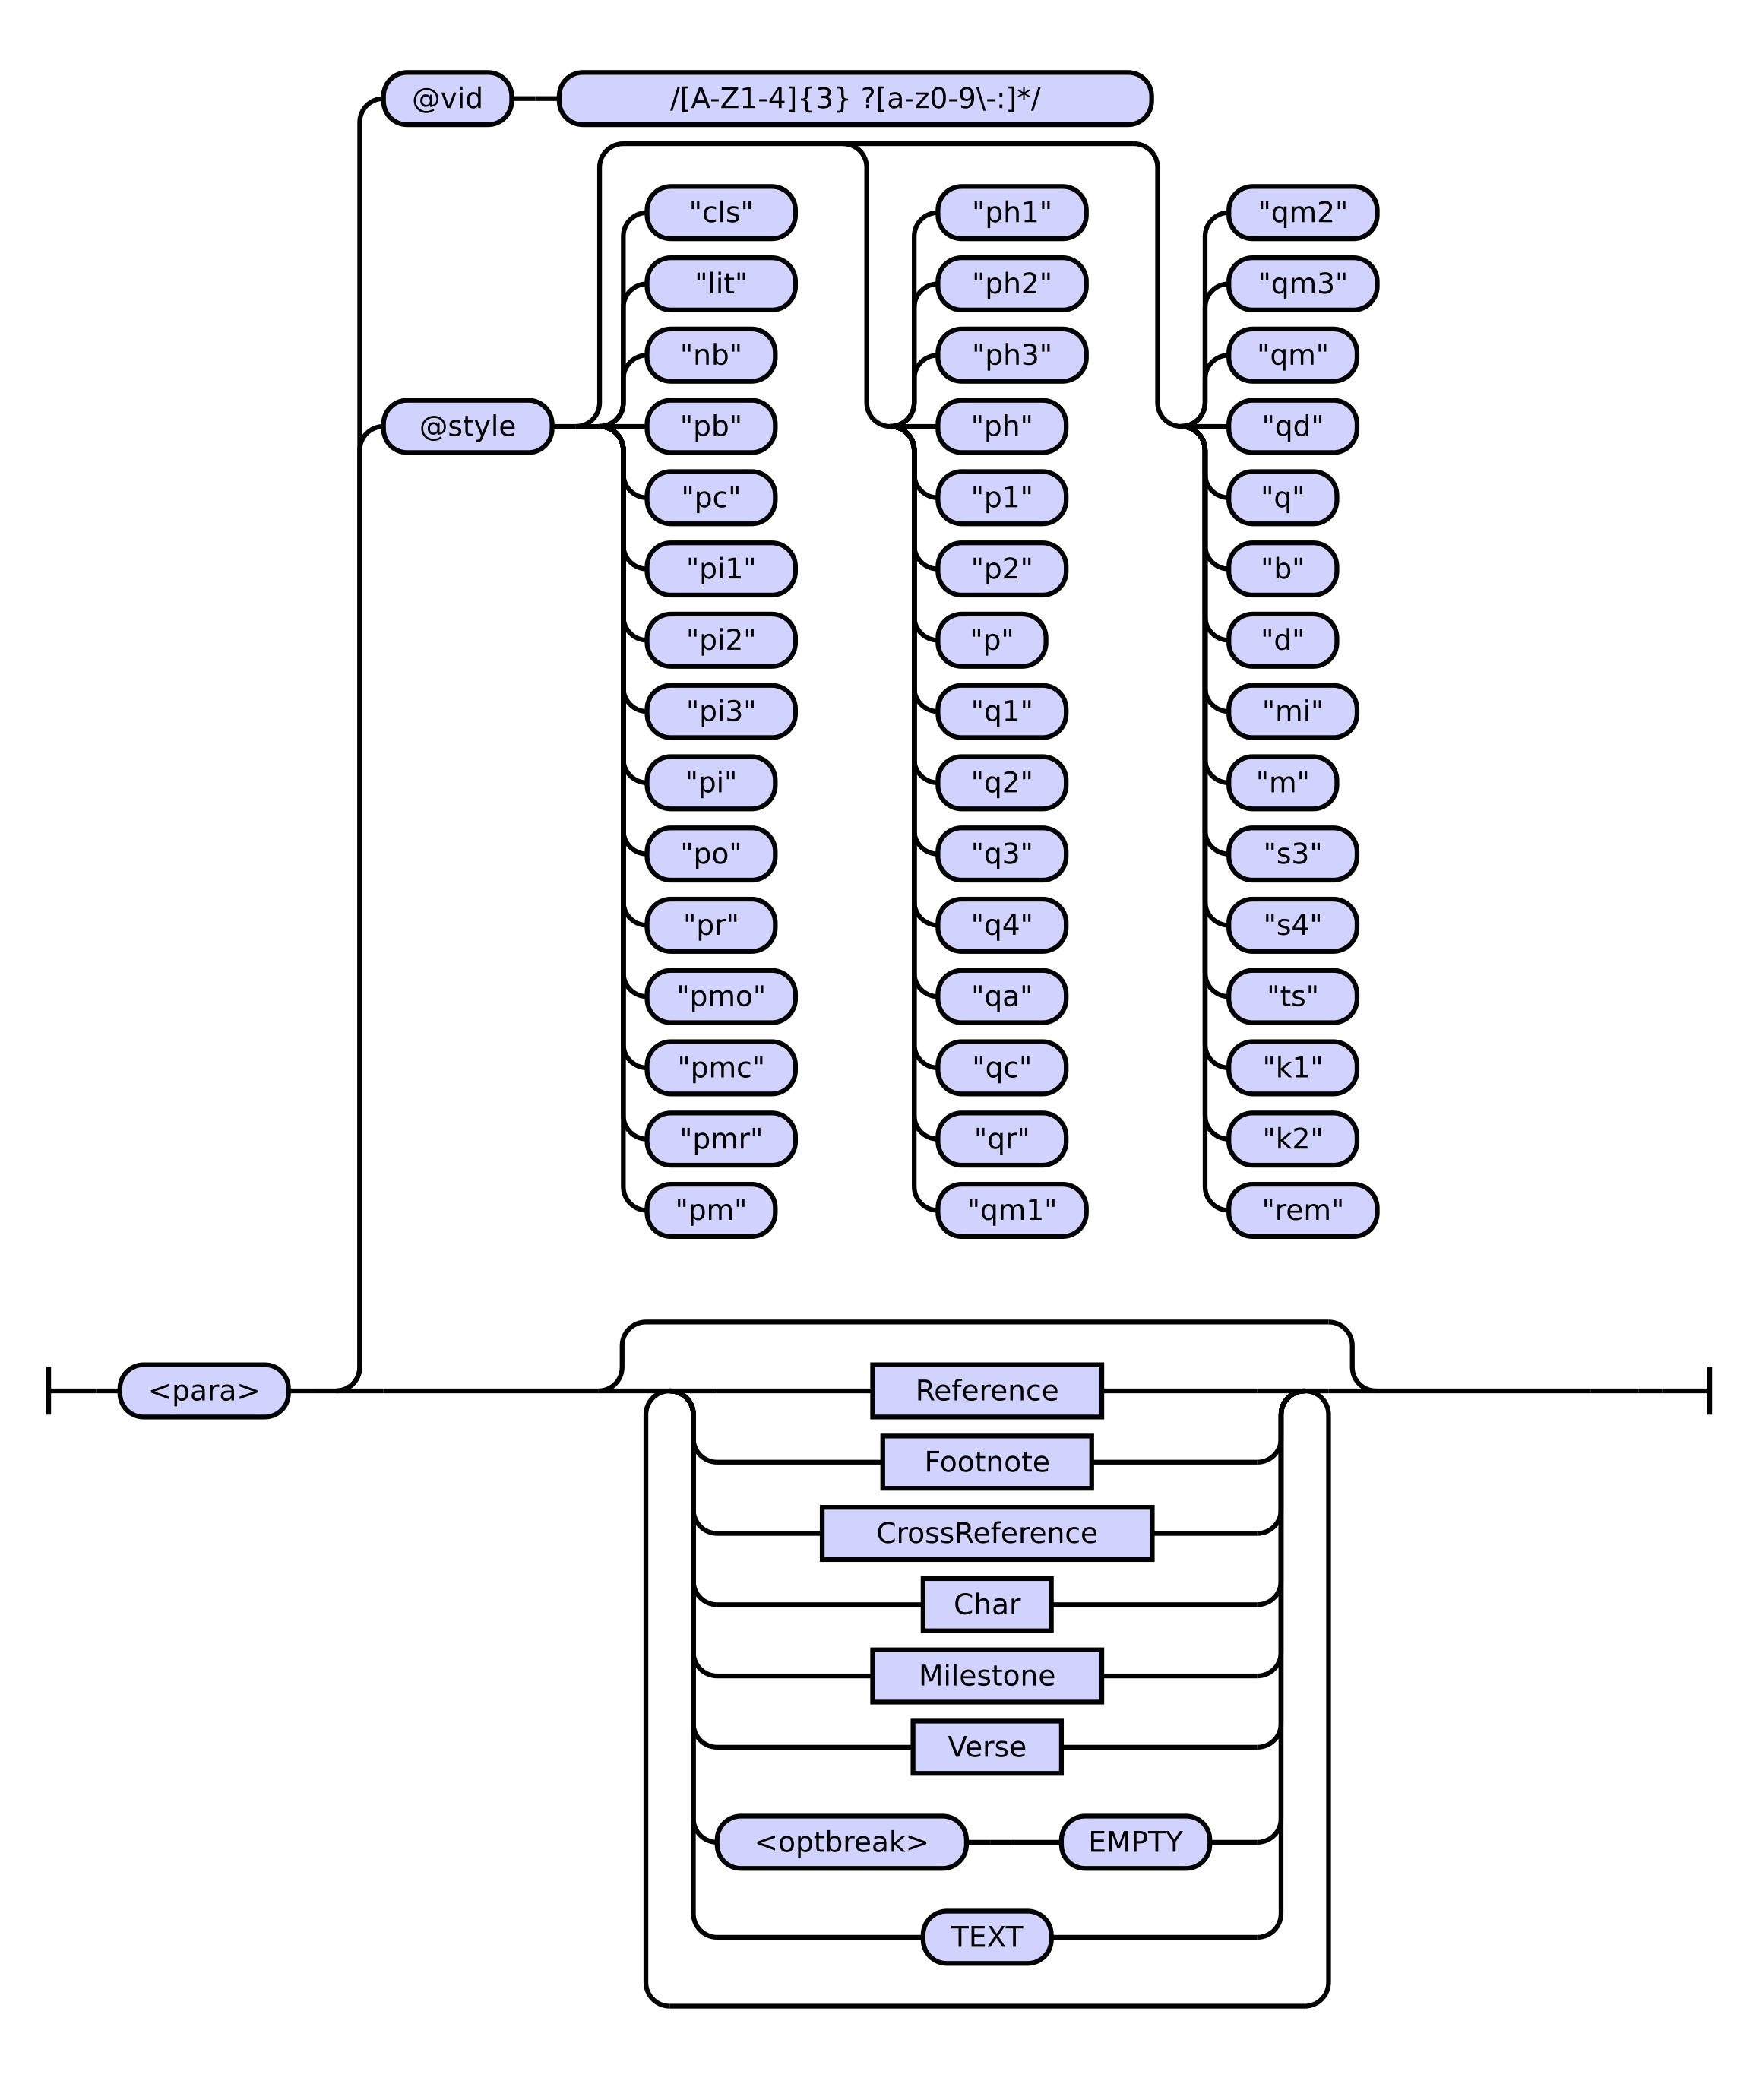 @vid
/[A-Z1-4]{3} ?[a-z0-9\-:]*/
@style
"cls"
"lit"
"nb"
"pb"
"pc"
"pi1"
"pi2"
"pi3"
"pi"
"po"
"pr"
"pmo"
"pmc"
"pmr"
"pm"
"ph1"
"ph2"
"ph3"
"ph"
"p1"
"p2"
"p"
"q1"
"q2"
"q3"
"q4"
"qa"
"qc"
"qr"
"qm1"
"qm2"
"qm3"
"qm"
"qd"
"q"
"b"
"d"
"mi"
"m"
"s3"
"s4"
"ts"
"k1"
"k2"
"rem"
<para>
Reference
Footnote
CrossReference
Char
Milestone
Verse
<optbreak>
EMPTY
TEXT